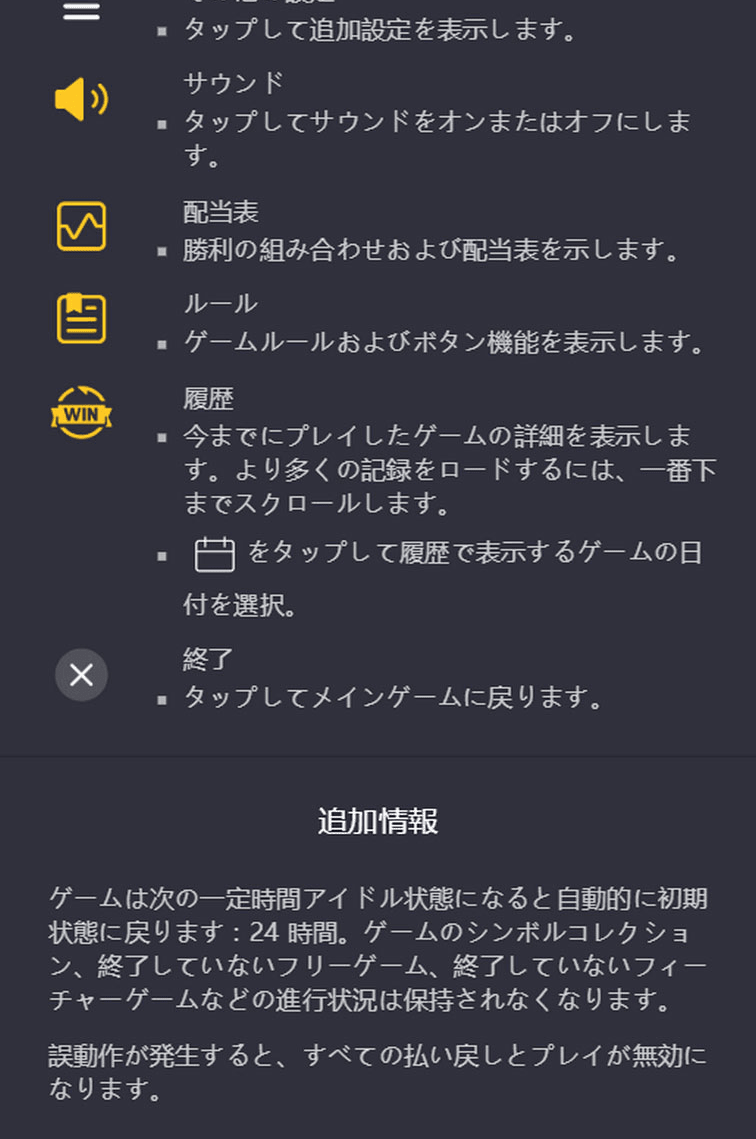 タップして追加設定を表示します。
サウンド
タップしてサウンドをオンまたはオフにしま
す。
配当表
勝利の組み合わせおよび配当表を示します。
ルール
ゲームルールおよびボタン機能を表示します。
WIN
履歴
今までにプレイしたゲームの詳細を表示しま
す。より多くの記録をロードするには、一番下
までスクロールします。
をタップして履歴で表示するゲームの日
付を選択。
終了
タップしてメインゲームに戻ります。
追加情報
ゲームは次の一定時間アイドル状態になると自動的に初期
状態に戻ります：24 時間。ゲームのシンボルコレクショ
ン、終了していないフリーゲーム、終了していないフィー
チャーゲームなどの進行状況は保持されなくなります。
誤動作が発生すると、すべての払い戻しとプレイが無効に
なります。